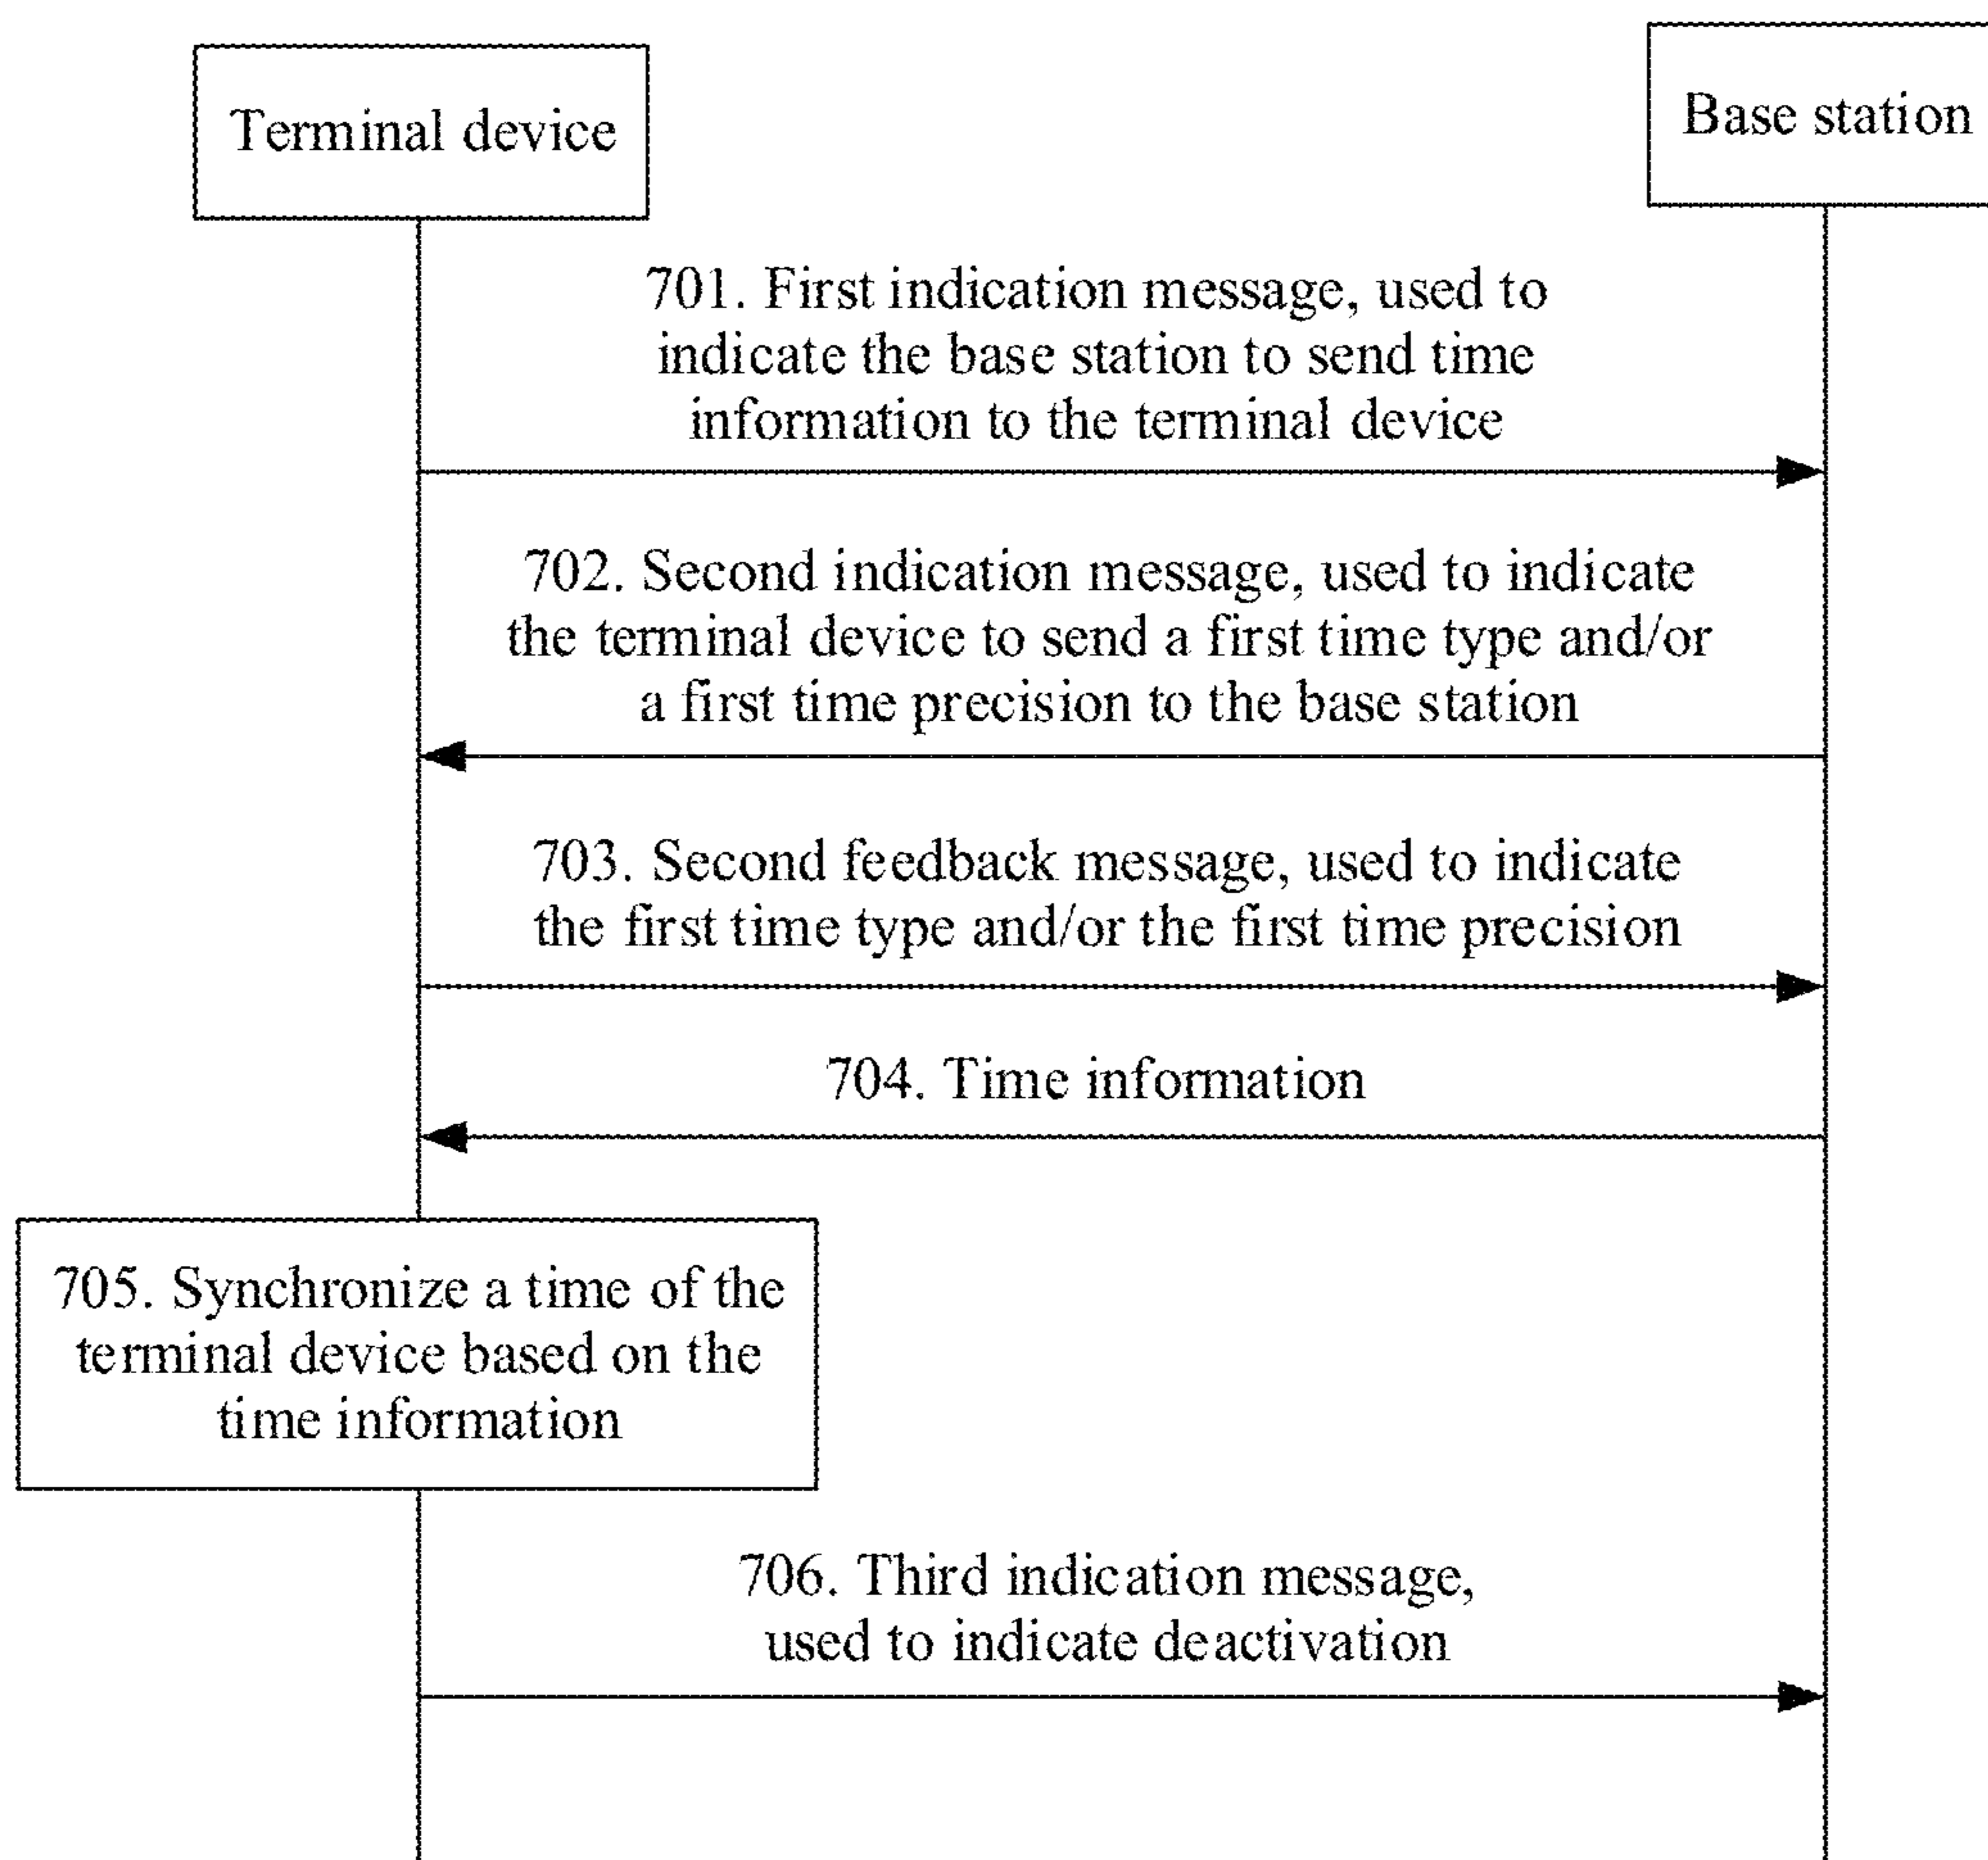 Terminal device
Base station
701. First indication message, used to
indicate the base station to send time
information to the terminal device
702. Second indication message, used to indicate
the terminal device to send a first time type and/or
a first time precision to the base station
703. Second feedback message, used to indicate
the first time type and/or the first time precision
704. Time information
705. Synchronize a time of the
terminal device based on the
time information
706. Third indication message,
used to indicate deactivation